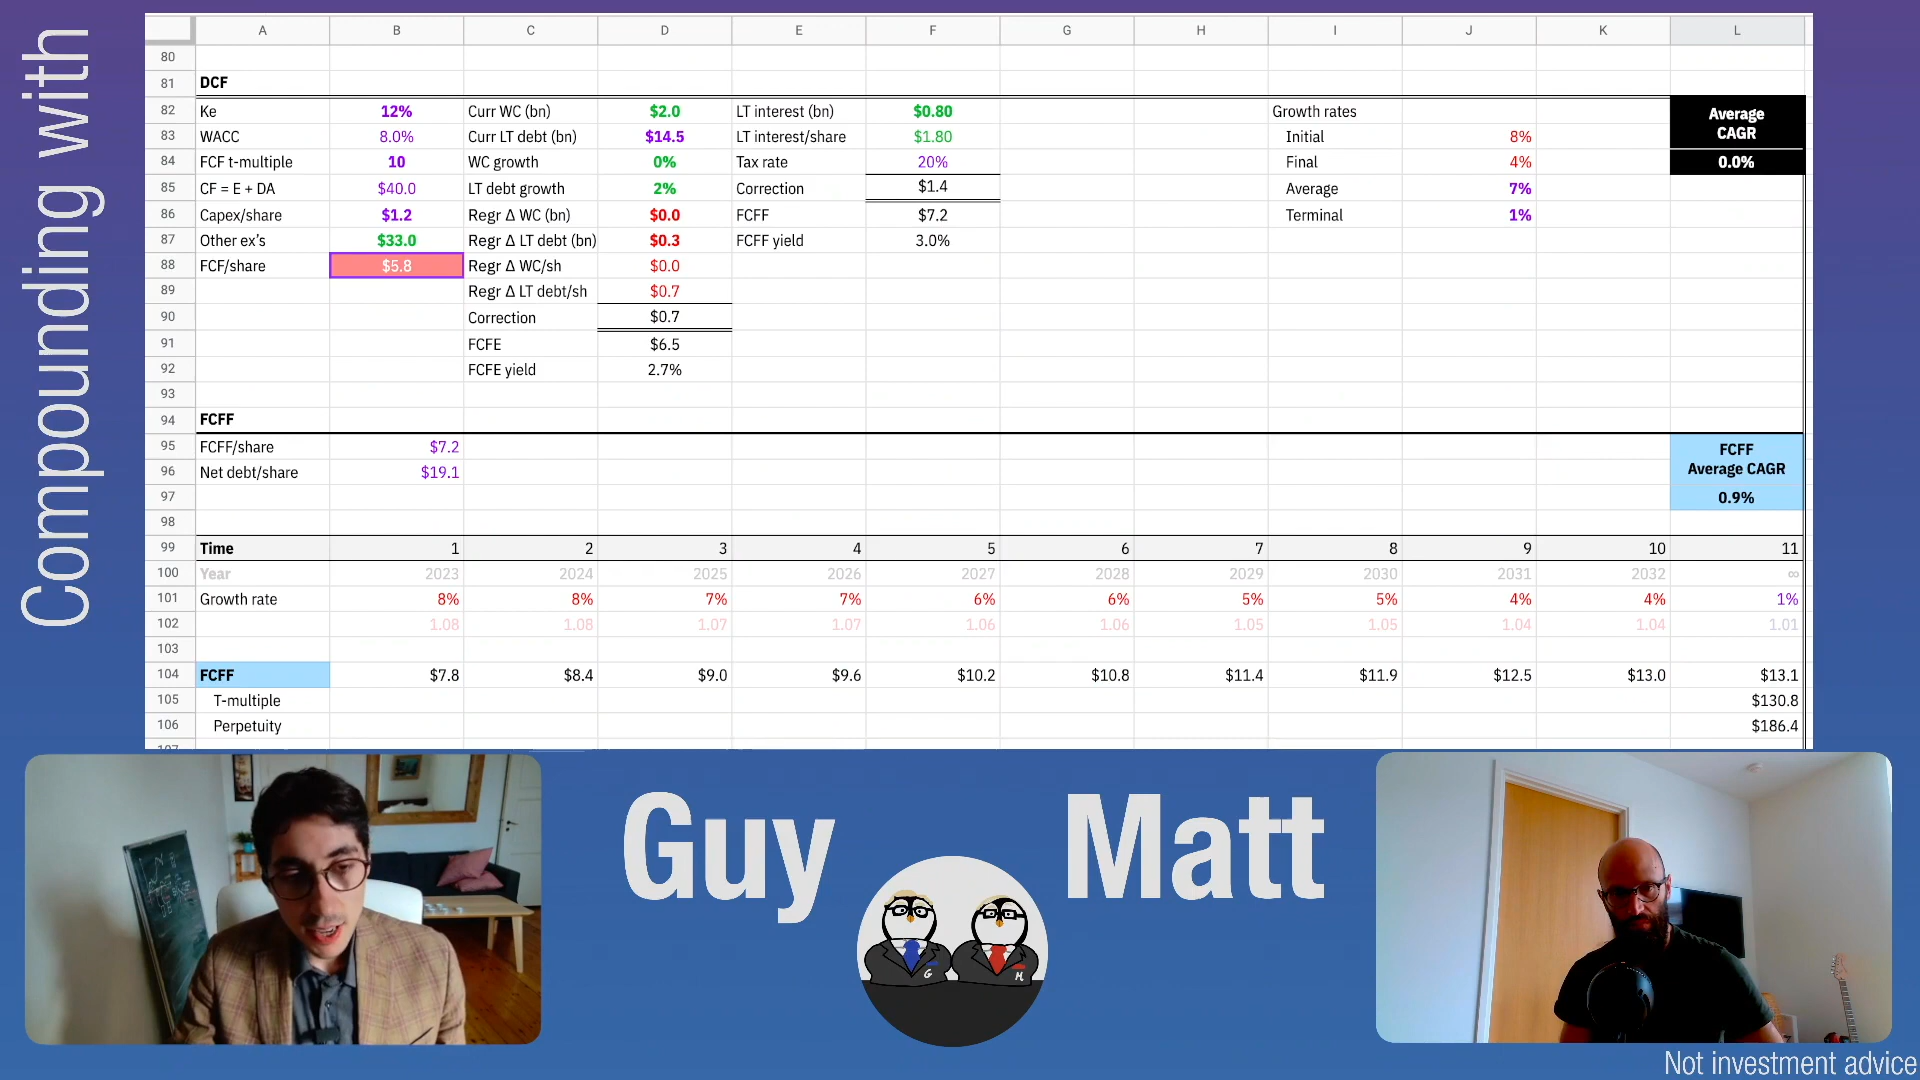 Compounding with
A B C D E F G H I J K L
80
81 DCF
82 Ke 12% Curr WC (bn) $2.0 LT interest (bn) $0.80 Growth rates Average CAGR
83 WACC 8.0% Curr LT debt (bn) $14.5 LT interest/share $1.80 Initial 8%
84 FCF t-multiple 10 WC growth 0% Tax rate 20% Final 4% 0.0%
85 CF = E + DA $40.0 LT debt growth 2% Correction $1.4 Average 7%
86 Capex/share $1.2 Regr Δ WC (bn) $0.0 FCFF $7.2 Terminal 1%
87 Other ex's $33.0 Regr Δ LT debt (bn) $0.3 FCFF yield 3.0%
88 FCF/share $5.8 Regr Δ WC/sh $0.0
89 Regr Δ LT debt/sh $0.7
90 Correction $0.7
91 FCFE $6.5
92 FCFE yield 2.7%
93
94 FCFF
95 FCFF/share $7.2 FCFF
96 Net debt/share $19.1 Average CAGR
97 0.9%
98
99 Time 1 2 3 4 5 6 7 8 9 10 11
100 Year 2023 2024 2025 2026 2027 2028 2029 2030 2031 2032 ∞
101 Growth rate 8% 8% 7% 7% 6% 6% 5% 5% 4% 4% 1%
102 1.08 1.08 1.07 1.07 1.06 1.06 1.05 1.05 1.04 1.04 1.01
103
104 FCFF $7.8 $8.4 $9.0 $9.6 $10.2 $10.8 $11.4 $11.9 $12.5 $13.0 $13.1
105 T-multiple $130.8
106 Perpetuity $186.4
Guy Matt
G M
Not investment advice